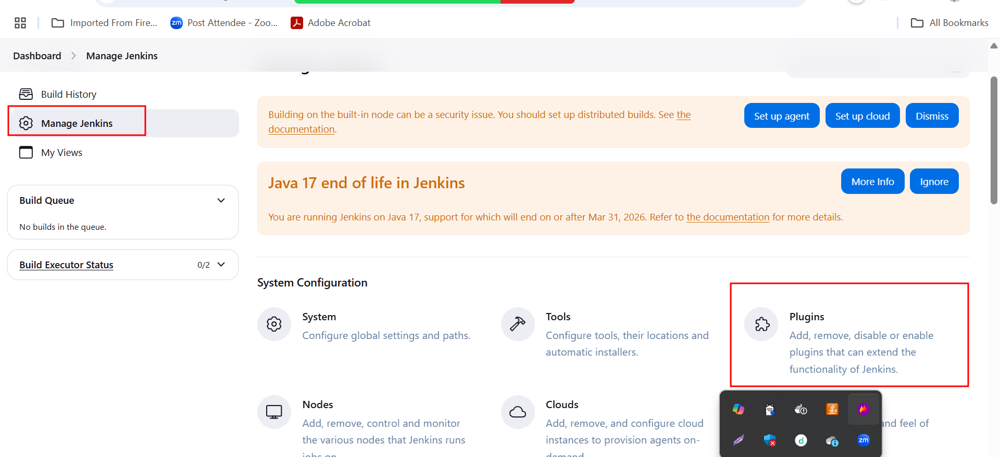 Imported From Fire...
Post Attendee - Zoo...
Adobe Acrobat
All Bookmarks
Dashboard
Manage Jenkins
Build History
Manage Jenkins
My Views
Build Queue
No builds in the queue.
Build Executor Status
0/2
Building on the built-in node can be a security issue. You should set up distributed builds. See the
documentation.
Set up agent
Set up cloud
Dismiss
Java 17 end of life in Jenkins
More Info
Ignore
You are running Jenkins on Java 17, support for which will end on or after Mar 31, 2026. Refer to the documentation for more details.
System Configuration
System
Configure global settings and paths.
Tools
Configure tools, their locations and
automatic installers.
Plugins
Add, remove, disable or enable
plugins that can extend the
functionality of Jenkins.
Nodes
Add, remove, control and monitor
the various nodes that Jenkins runs
jobs on.
Clouds
Add, remove, and configure cloud
instances to provision agents on-
demand.
and feel of
zm
d
zm